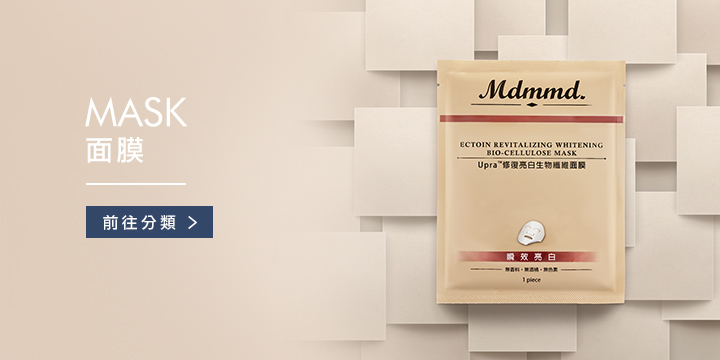 MASK
面膜
前往分類 >
Mdmmd.
ECTOIN REVITALIZING WHITENING
BIO-CELLULOSE MASK
Upra™修復亮白生物纖維面膜
瞬效亮白
無香料・無酒精・無色素
1 piece